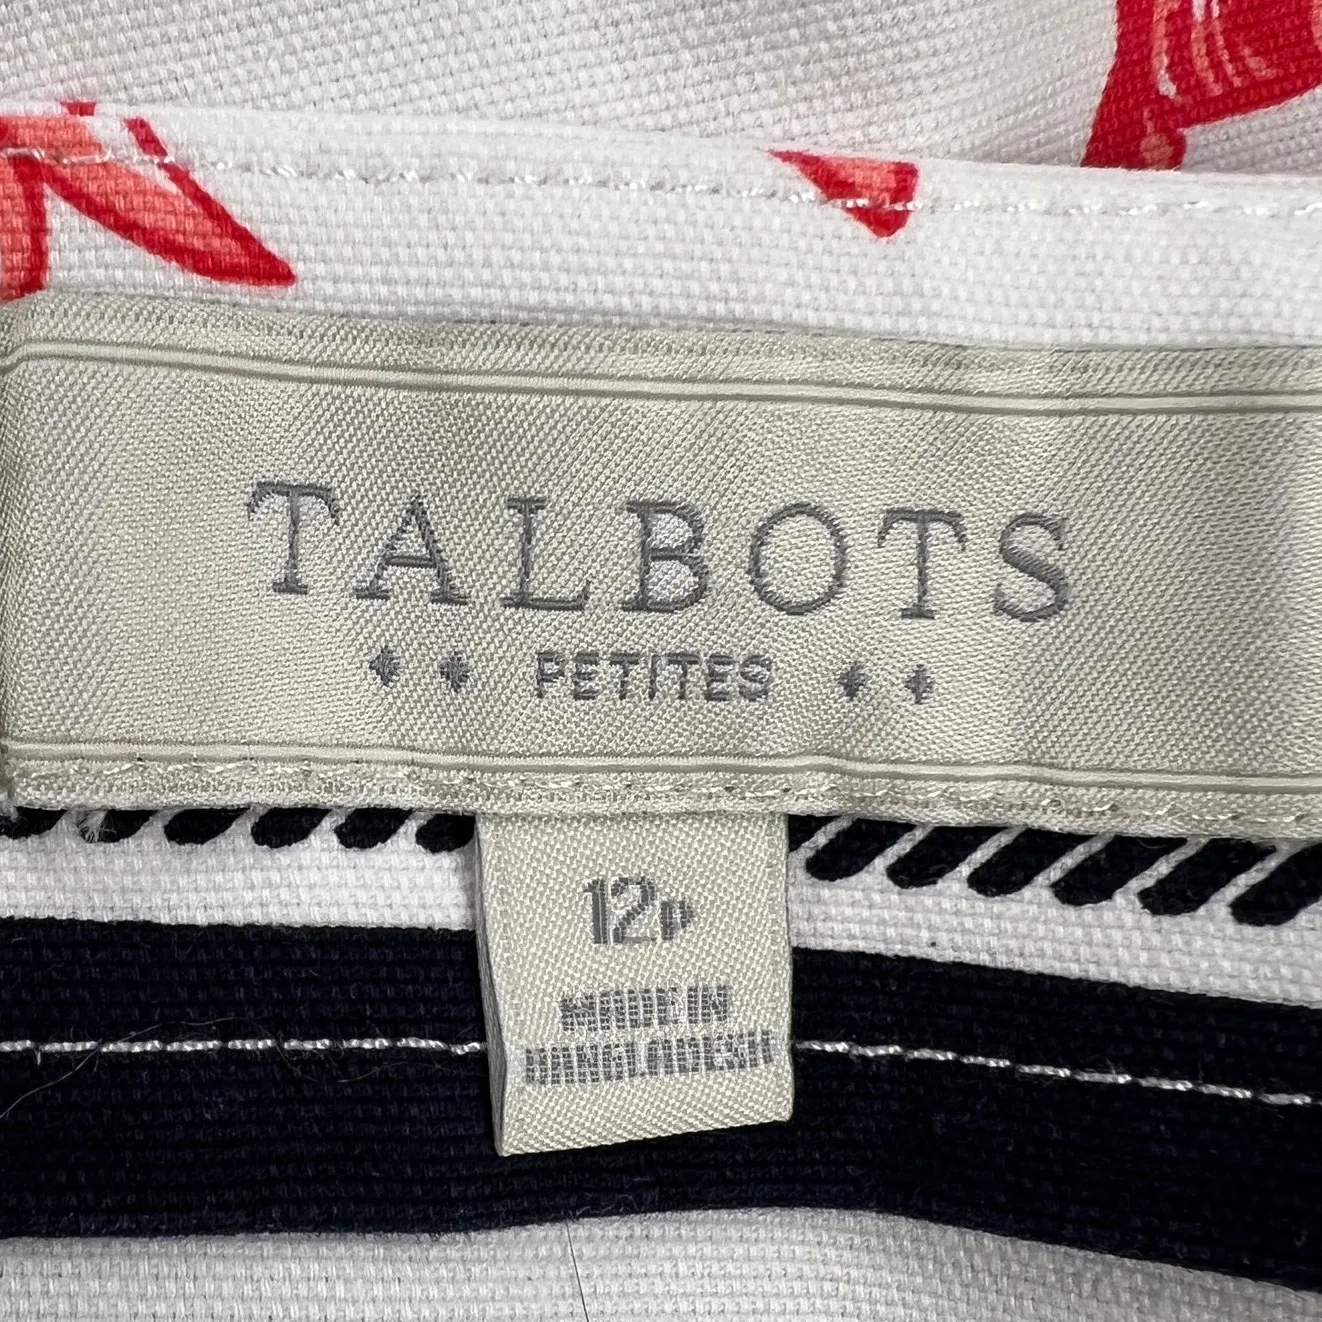 TALBOTS
PETITES
12P
MADE IN
BANGLADESH